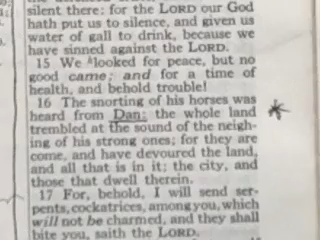 silent there: for the LORD our God
hath put us to silence, and given us
water of gall to drink, because we
have sinned against the LORD.
15 We looked for peace, but no
good came; and for a time of
health, and behold trouble!
16 The snorting of his horses was
heard from Dan: the whole land
trembled at the sound of the neigh-
ing of his strong ones; for they are
come, and have devoured the land,
and all that is in it; the city, and
those that dwell therein.
17 For, behold, I will send ser-
pents, cockatrices, among you, which
will not be charmed, and they shall
bite you, saith the LORD.